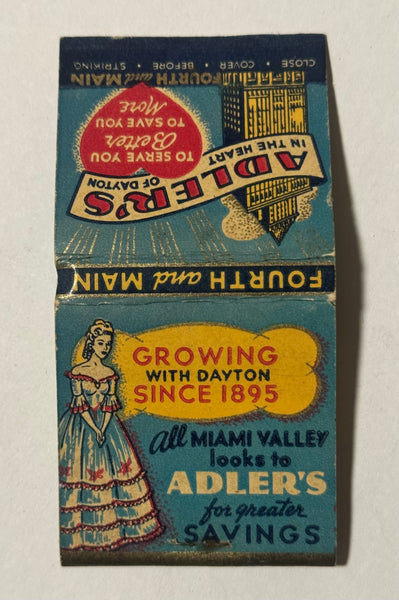 CLOSE • COVER • BEFORE • STRIKING
FOURTH and MAIN
TO SERVE YOU
Better
TO SAVE YOU
More
ADLER'S
IN THE HEART
OF DAYTON
FOURTH and MAIN
GROWING
WITH DAYTON
SINCE 1895
All MIAMI VALLEY
looks to
ADLER'S
for greater
SAVINGS